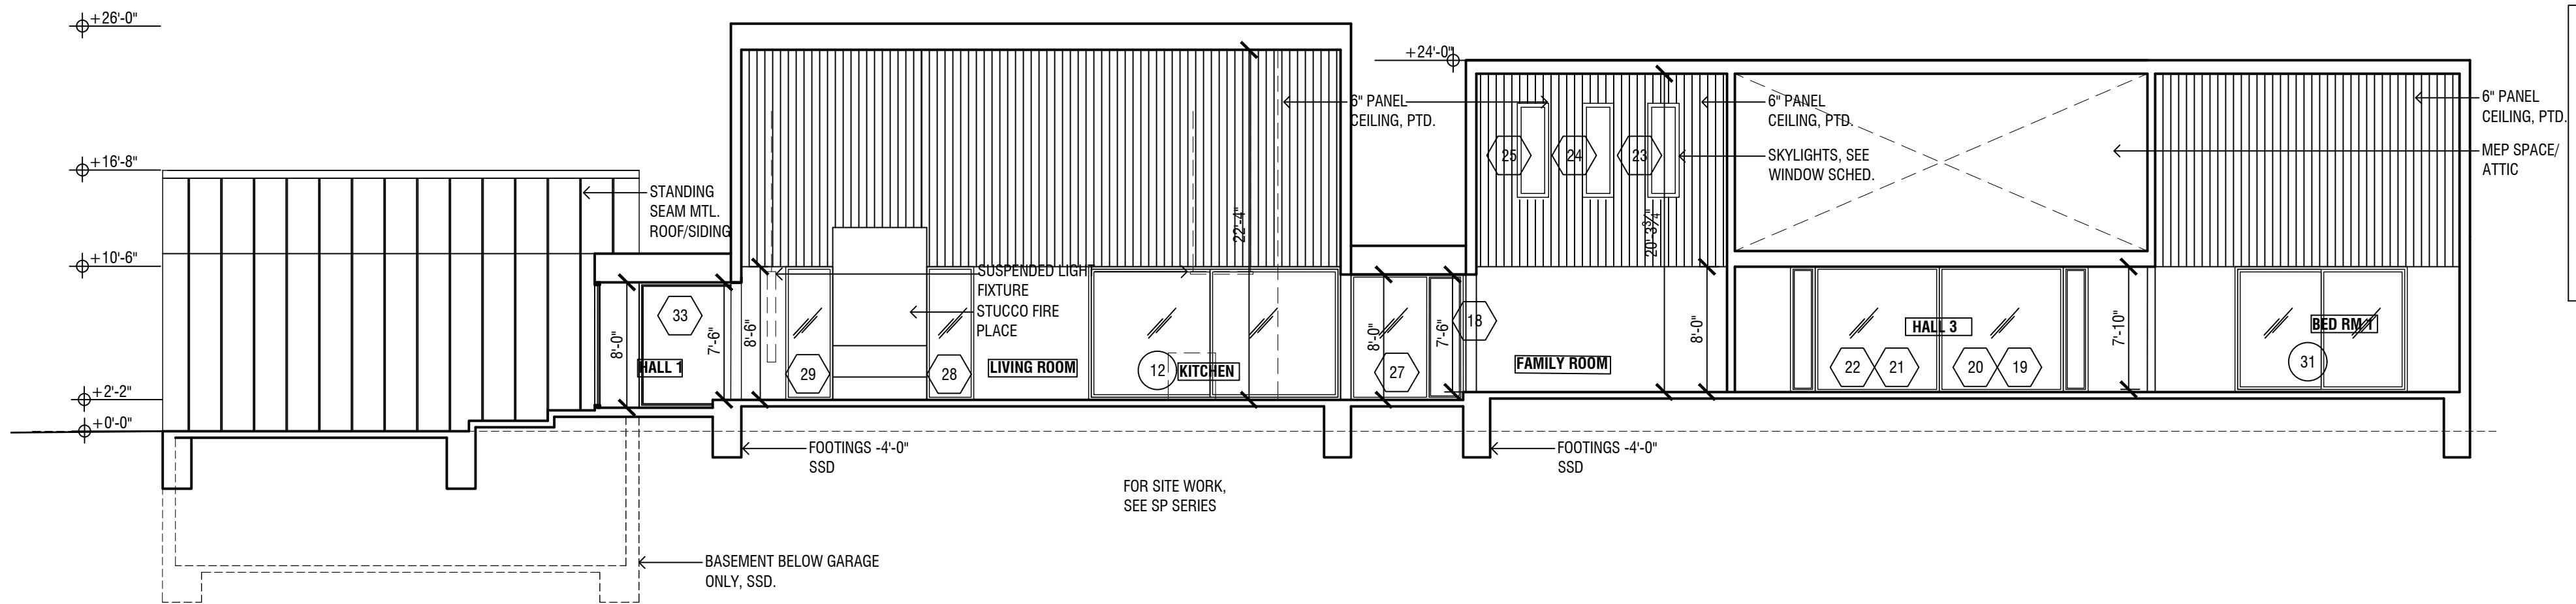 +26'-0"
+24'-0"
6" PANEL
CEILING, PTD.
6" PANEL
CEILING, PTD.
6" PANEL
CEILING, PTD.
+16'-8"
25
24
23
SKYLIGHTS, SEE
WINDOW SCHED.
MEP SPACE/
ATTIC
STANDING
SEAM MTL.
ROOF/SIDING
22'-4"
20' 3¾"
+10'-6"
SUSPENDED LIGHT
FIXTURE
STUCCO FIRE
PLACE
33
8'-0"
7'-6"
8'-6"
8'-0"
7'-6"
18
8'-0"
7'-10"
HALL 1
29
28
LIVING ROOM
12
KITCHEN
27
FAMILY ROOM
HALL 3
22
21
20
19
BED RM 1
31
+2'-2"
+0'-0"
FOOTINGS -4'-0"
SSD
FOOTINGS -4'-0"
SSD
FOR SITE WORK,
SEE SP SERIES
BASEMENT BELOW GARAGE
ONLY, SSD.